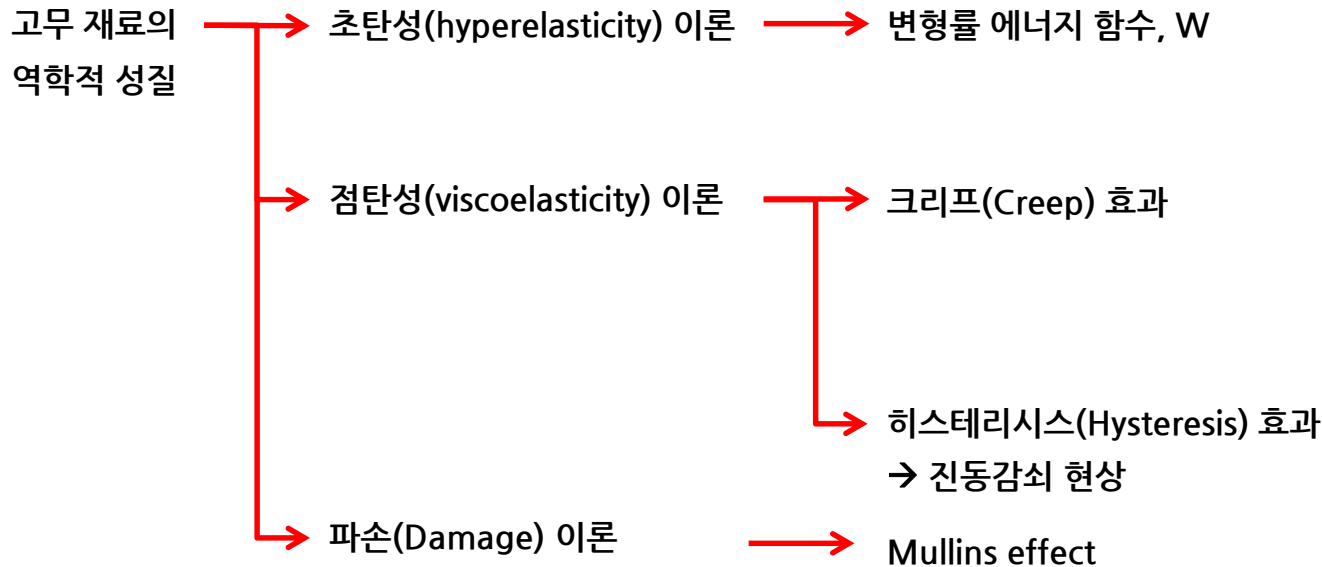 고무 재료의
역학적 성질
초탄성(hyperelasticity) 이론
변형률 에너지 함수, W
점탄성(viscoelasticity) 이론
크리프(Creep) 효과
히스테리시스(Hysteresis) 효과
→ 진동감쇠 현상
파손(Damage) 이론
Mullins effect